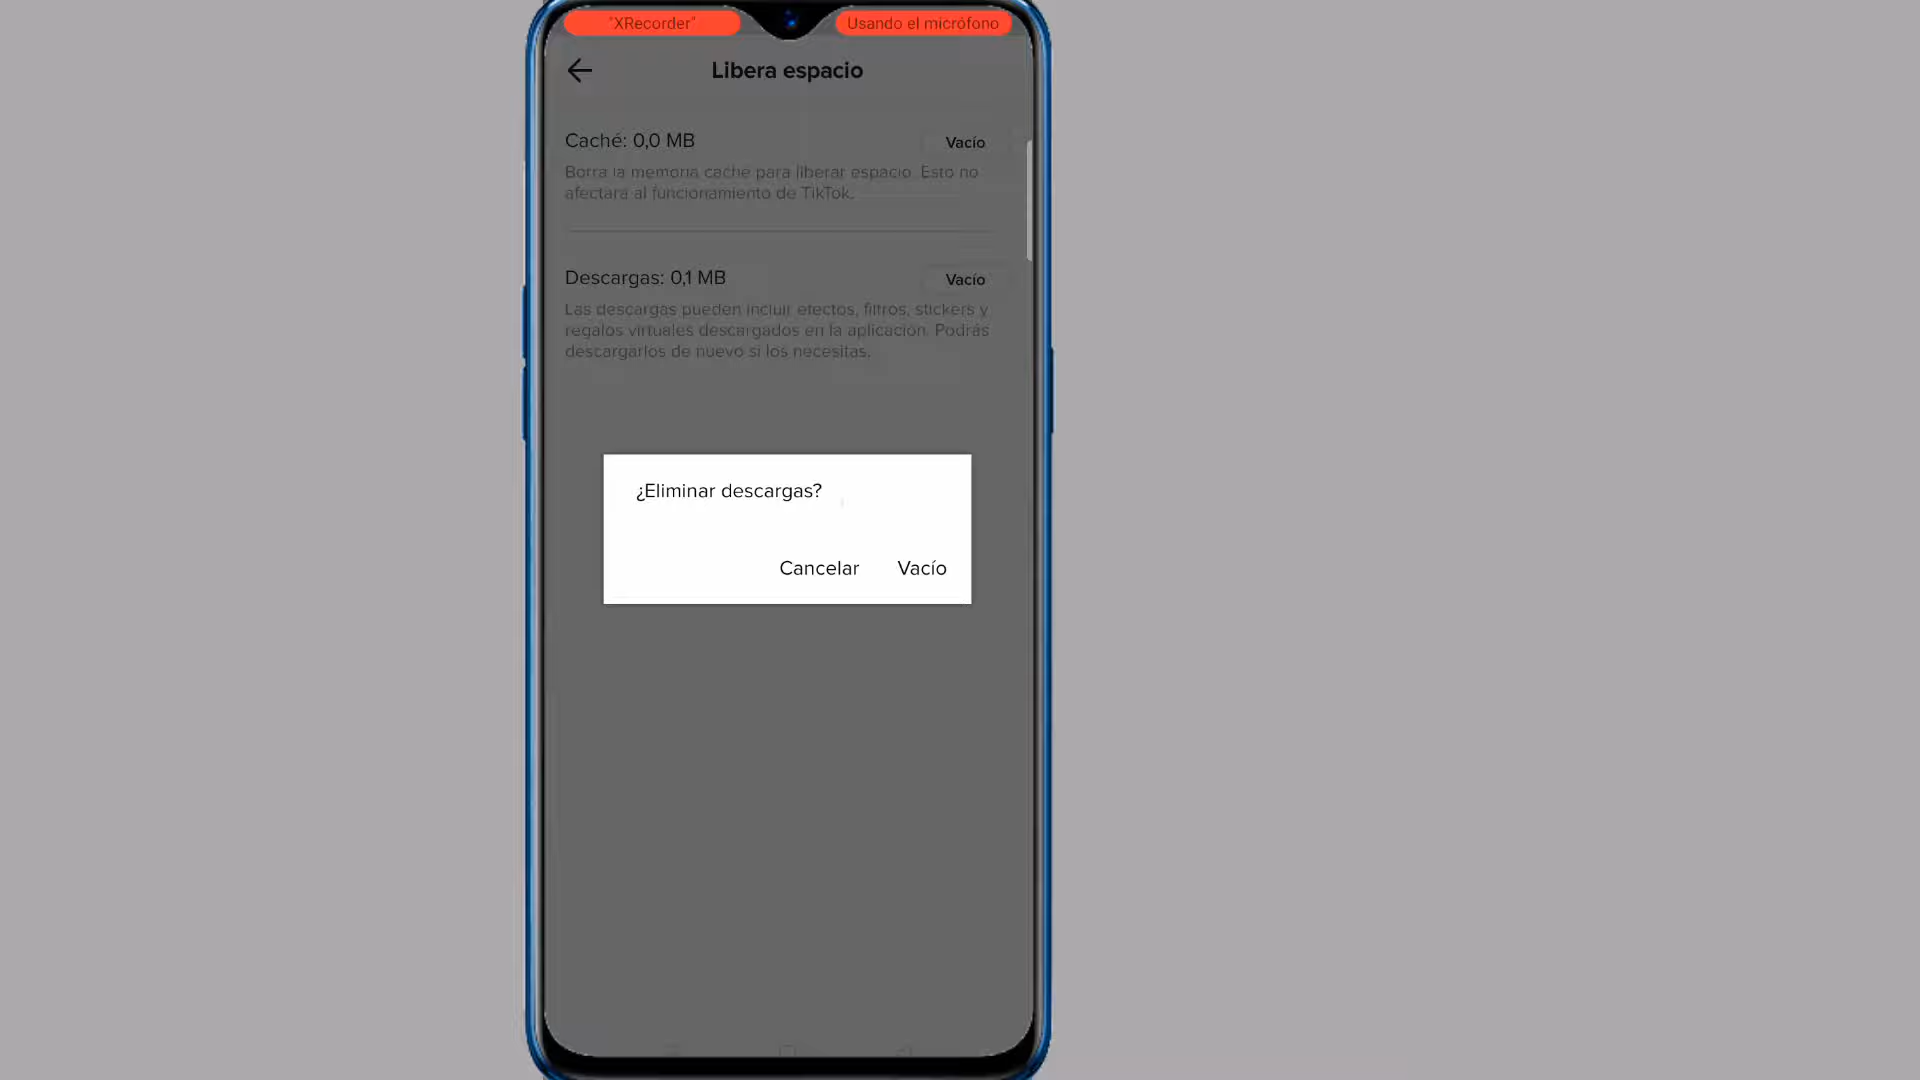 "XRecorder"
Usando el micrófono
Libera espacio
Caché: 0,0 MB
Vacío
Borra la memoria caché para liberar espacio. Esto no
afectará al funcionamiento de TikTok.
Descargas: 0,1 MB
Vacío
Las descargas pueden incluir efectos, filtros, stickers y
regalos virtuales descargados en la aplicación. Podrás
descargarlos de nuevo si los necesitas.
¿Eliminar descargas?
Cancelar
Vacío